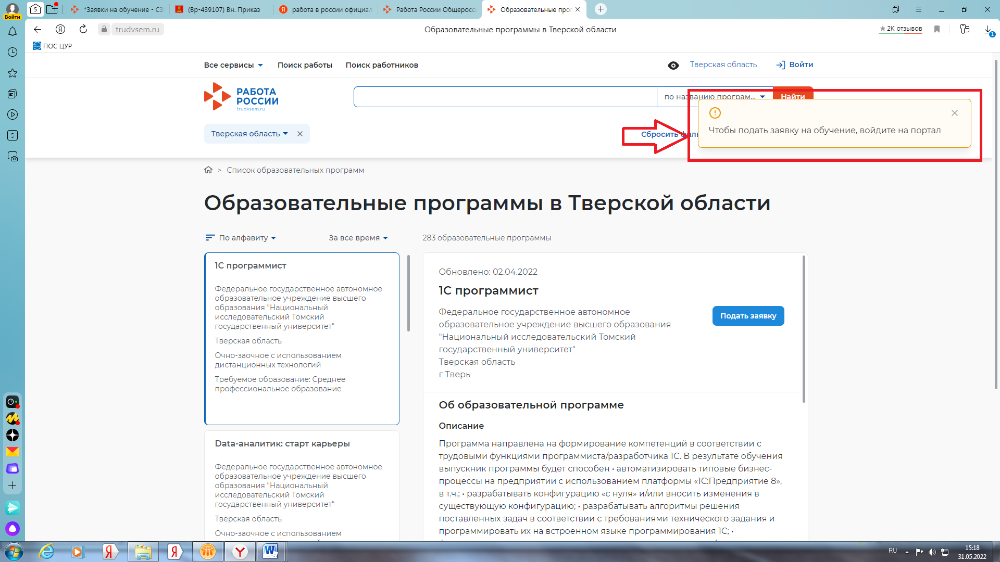 *Заявки на обучение - СЗ
(Вр-439107) Вн. Приказ
работа в россии официал
Работа России Общеросс
Образовательные прог
Войти
trudvsem.ru
Образовательные программы в Тверской области
2К отзывов
1
ПОС ЦУР
Все сервисы
Поиск работы
Поиск работников
Тверская область
Войти
РАБОТА
РОССИИ
trudvsem.ru
по названию програм...
Найти
Тверская область
Сбросить филь
Чтобы подать заявку на обучение, войдите на портал
> Список образовательных программ
Образовательные программы в Тверской области
По алфавиту
За все время
283 образовательные программы
1С программист
Федеральное государственное автономное
образовательное учреждение высшего
образования "Национальный
исследовательский Томский
государственный университет"
Тверская область
Очно-заочное с использованием
дистанционных технологий
Требуемое образование: Среднее
профессиональное образование
Data-аналитик: старт карьеры
Федеральное государственное автономное
образовательное учреждение высшего
образования "Национальный
исследовательский Томский
государственный университет"
Тверская область
Очно-заочное с использованием
Обновлено: 02.04.2022
1С программист
Федеральное государственное автономное
образовательное учреждение высшего образования
"Национальный исследовательский Томский
государственный университет"
Тверская область
г Тверь
Подать заявку
Об образовательной программе
Описание
Программа направлена на формирование компетенций в соответствии с
трудовыми функциями программиста/разработчика 1С. В результате обучения
выпускник программы будет способен • автоматизировать типовые бизнес-
процессы на предприятии с использованием платформы «1С:Предприятие 8»,
в т.ч.; • разрабатывать конфигурацию «с нуля» и/или вносить изменения в
существующую конфигурацию; • разрабатывать алгоритмы решения
поставленных задач в соответствии с требованиями технического задания и
программировать их на встроенном языке программирования 1С; •
RU
15:18
31.05.2022